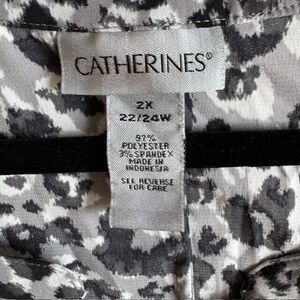 CATHERINES®
2X
22/24W
97%
POLYESTER
3% SPANDEX
MADE IN
INDONESIA
SEE REVERSE
FOR CARE